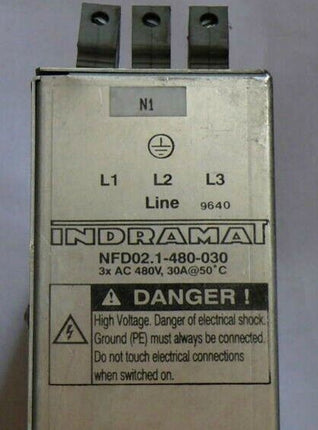 N1
L1 L2 L3
Line 9640
INDRAMAT
NFD02.1-480-030
3x AC 480V, 30A@50°C
DANGER !
High Voltage. Danger of electrical shock.
Ground (PE) must always be connected.
Do not touch electrical connections
when switched on.